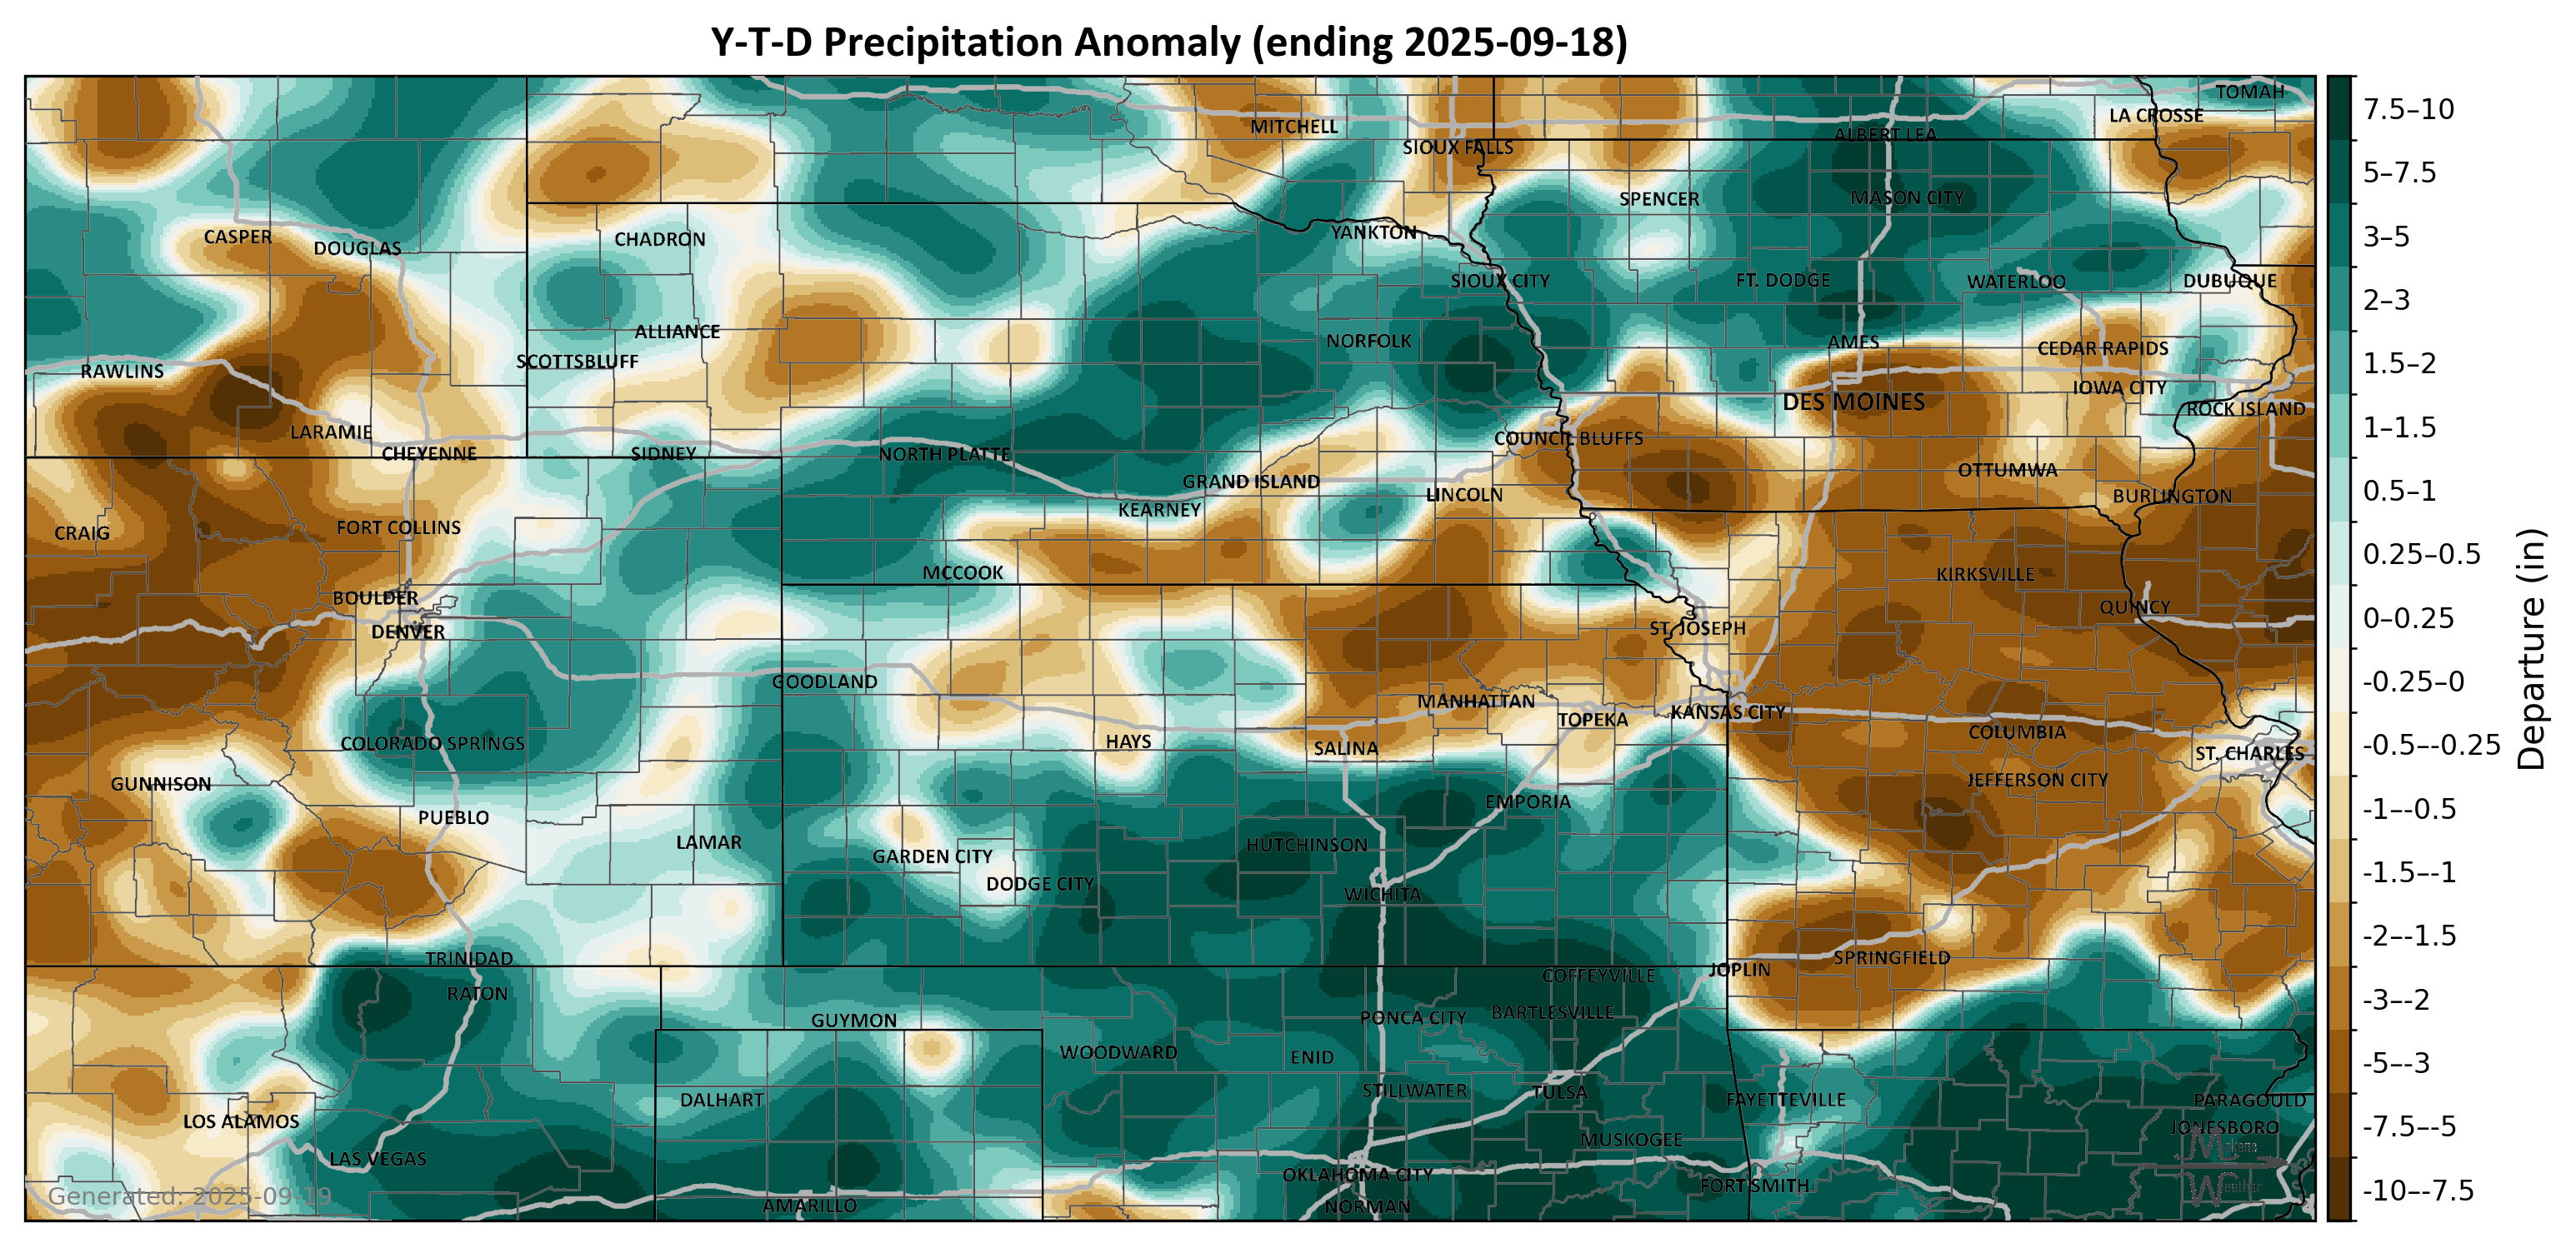 Y-T-D Precipitation Anomaly (ending 2025-09-18)
TOMAH
LA CROSSE
MITCHELL
ALBERT LEA
SIOUX FALLS
SPENCER
MASON CITY
YANKTON
CASPER
CHADRON
DOUGLAS
SIOUX CITY
FT. DODGE
WATERLOO
DUBUQUE
ALLIANCE
NORFOLK
AMES
CEDAR RAPIDS
SCOTTSBLUFF
RAWLINS
IOWA CITY
DES MOINES
ROCK ISLAND
LARAMIE
COUNCIL BLUFFS
CHEYENNE
SIDNEY
NORTH PLATTE
OTTUMWA
GRAND ISLAND
LINCOLN
BURLINGTON
KEARNEY
CRAIG
FORT COLLINS
MCCOOK
KIRKSVILLE
BOULDER
QUINCY
DENVER
ST. JOSEPH
GOODLAND
MANHATTAN
KANSAS CITY
TOPEKA
COLUMBIA
COLORADO SPRINGS
HAYS
SALINA
ST. CHARLES
GUNNISON
JEFFERSON CITY
EMPORIA
PUEBLO
LAMAR
HUTCHINSON
GARDEN CITY
DODGE CITY
WICHITA
TRINIDAD
SPRINGFIELD
JOPLIN
COFFEYVILLE
RATON
BARTLESVILLE
PONCA CITY
GUYMON
WOODWARD
ENID
STILLWATER
TULSA
DALHART
FAYETTEVILLE
PARAGOULD
LOS ALAMOS
JONESBORO
MUSKOGEE
LAS VEGAS
OKLAHOMA CITY
FORT SMITH
AMARILLO
NORMAN
Generated: 2025-09-19
Makens
Weather
7.5–10
5–7.5
3–5
2–3
1.5–2
1–1.5
0.5–1
0.25–0.5
0–0.25
-0.25–0
-0.5–-0.25
-1–-0.5
-1.5–-1
-2–-1.5
-3–-2
-5–-3
-7.5–-5
-10–-7.5
Departure (in)